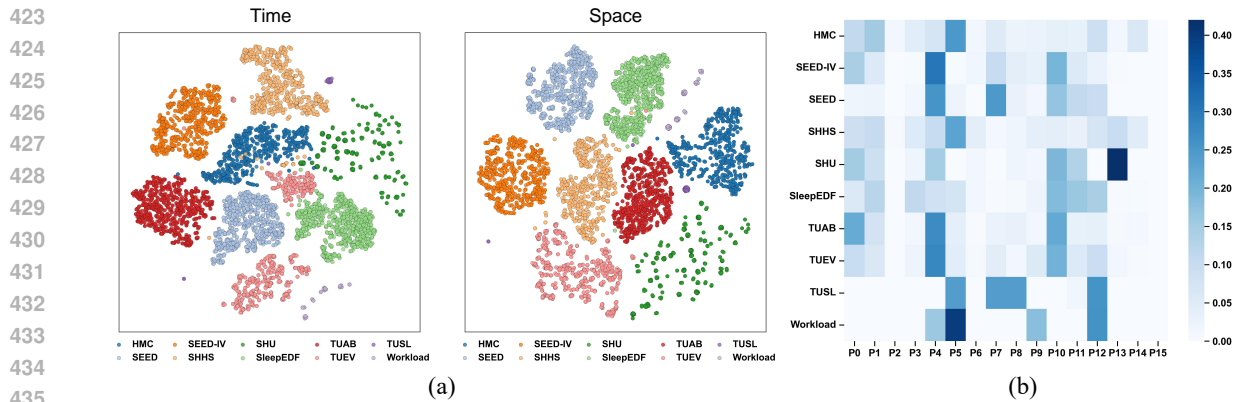 423
424
425
426
427
428
429
430
431
432
433
434
435
Time
Space
HMC SEED-IV SHU TUAB TUSL
SEED SHHS SleepEDF TUEV Workload
HMC SEED-IV SHU TUAB TUSL
SEED SHHS SleepEDF TUEV Workload
(a)
HMC
SEED-IV
SEED
SHHS
SHU
SleepEDF
TUAB
TUEV
TUSL
Workload
P0 P1 P2 P3 P4 P5 P6 P7 P8 P9 P10 P11 P12 P13 P14 P15
0.40
0.35
0.30
0.25
0.20
0.15
0.10
0.05
0.00
(b)